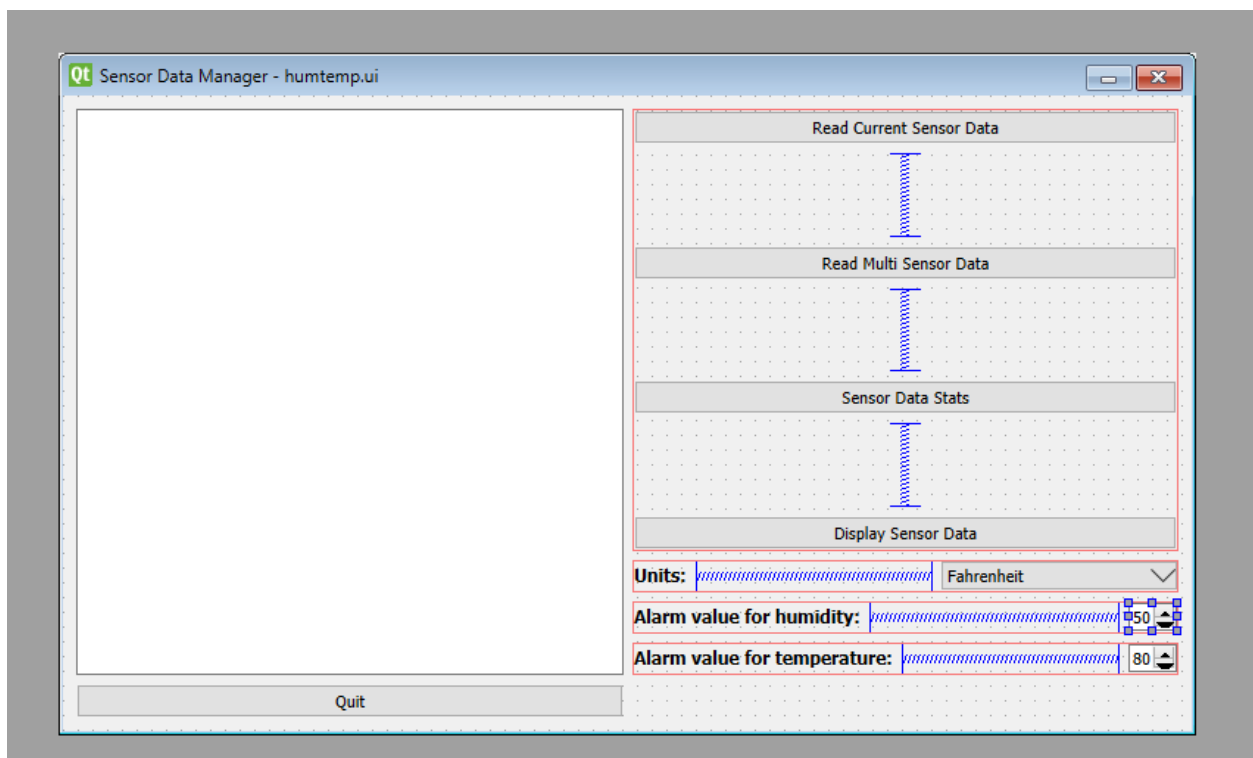 Qt Sensor Data Manager - humtemp.ui
Read Current Sensor Data
Read Multi Sensor Data
Sensor Data Stats
Display Sensor Data
Units: Fahrenheit
Alarm value for humidity: 50
Alarm value for temperature: 80
Quit